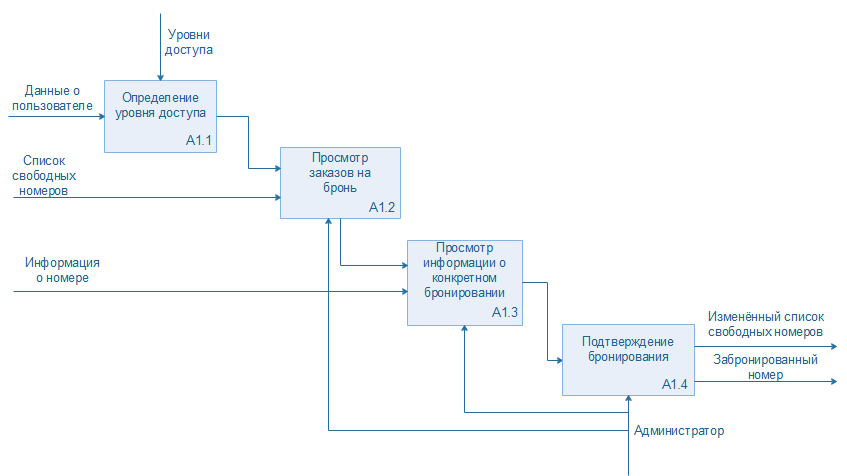 Уровни
доступа
Данные о
пользователе
Определение
уровня доступа
A1.1
Список
свободных
номеров
Просмотр
заказов на
бронь
A1.2
Информация
о номере
Просмотр
информации о
конкретном
бронировании
A1.3
Подтверждение
бронирования
A1.4
Изменённый список
свободных номеров
Забронированный
номер
Администратор